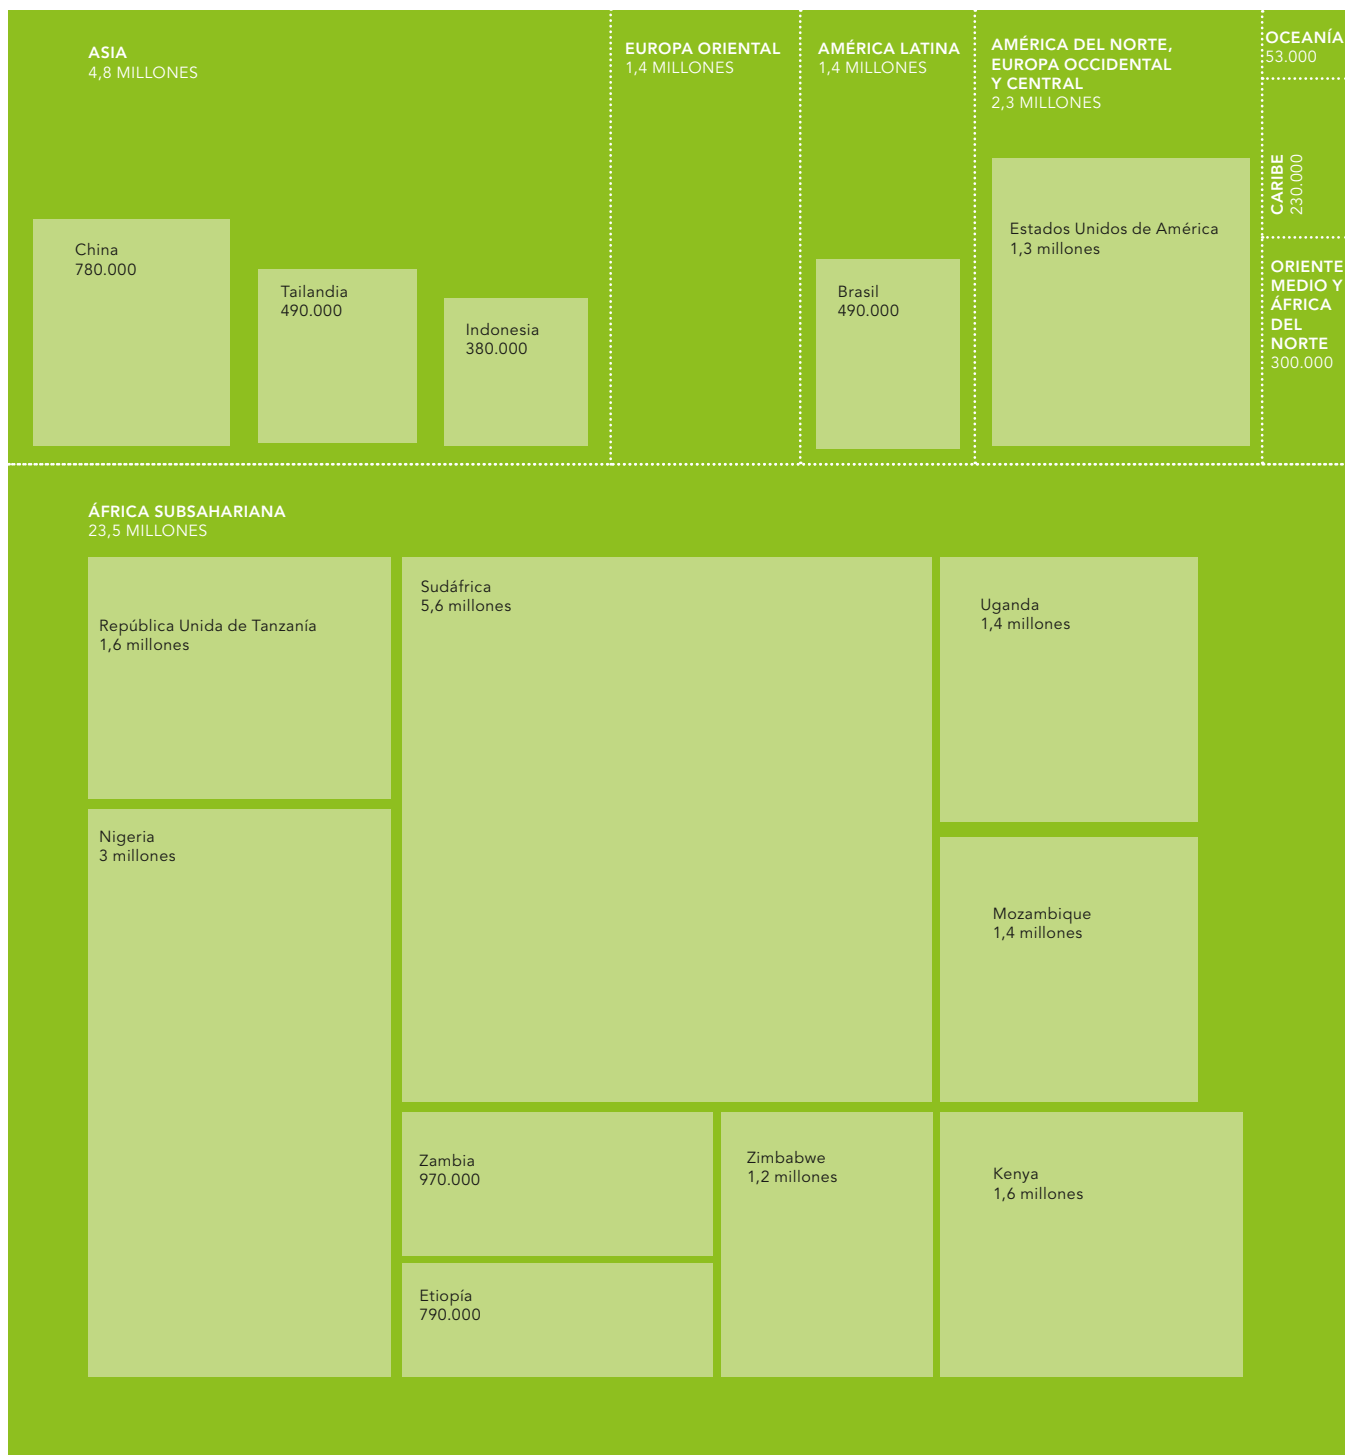 ASIA
4,8 MILLONES
EUROPA ORIENTAL
1,4 MILLONES
AMÉRICA LATINA
1,4 MILLONES
AMÉRICA DEL NORTE,
EUROPA OCCIDENTAL
Y CENTRAL
2,3 MILLONES
OCEANÍA
53.000
CARIBE
230.000
ORIENTE
MEDIO Y
ÁFRICA
DEL
NORTE
300.000
China
780.000
Tailandia
490.000
Indonesia
380.000
Brasil
490.000
Estados Unidos de América
1,3 millones
ÁFRICA SUBSAHARIANA
23,5 MILLONES
República Unida de Tanzanía
1,6 millones
Sudáfrica
5,6 millones
Uganda
1,4 millones
Nigeria
3 millones
Mozambique
1,4 millones
Zambia
970.000
Zimbabwe
1,2 millones
Kenya
1,6 millones
Etiopía
790.000